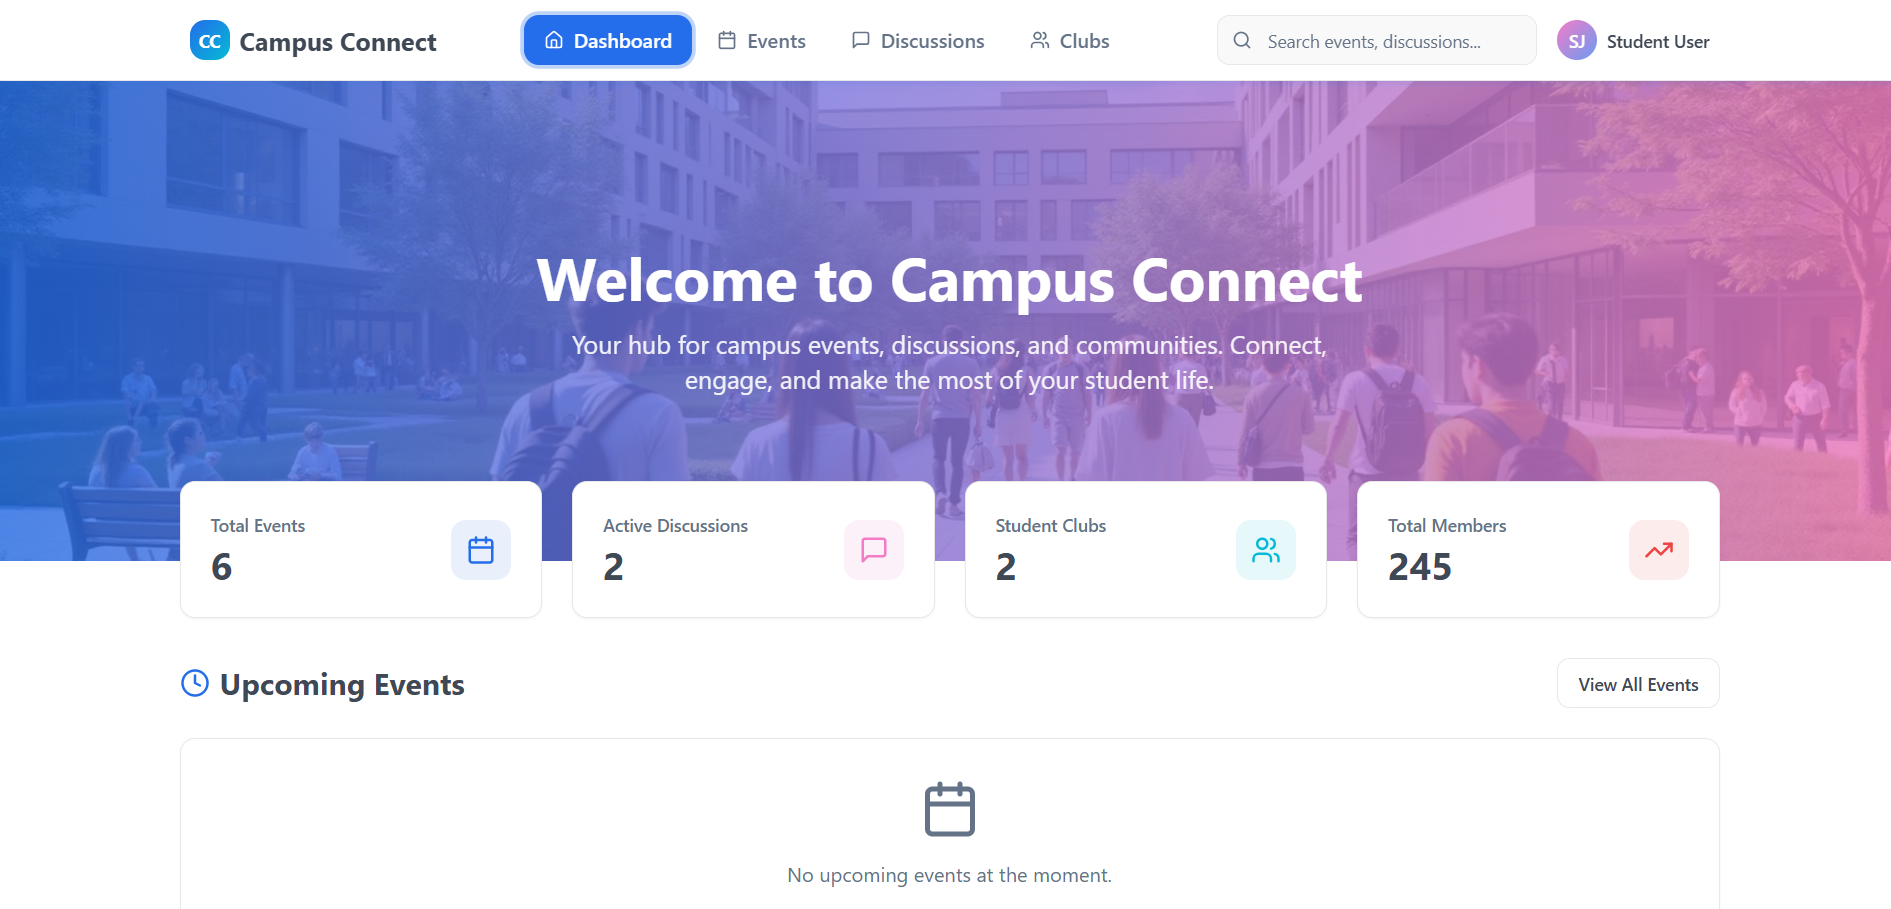 CC Campus Connect
Dashboard
Events
Discussions
Clubs
Search events, discussions...
SJ
Student User
Welcome to Campus Connect
Your hub for campus events, discussions, and communities. Connect,
engage, and make the most of your student life.
Total Events
6
Active Discussions
2
Student Clubs
2
Total Members
245
Upcoming Events
View All Events
No upcoming events at the moment.